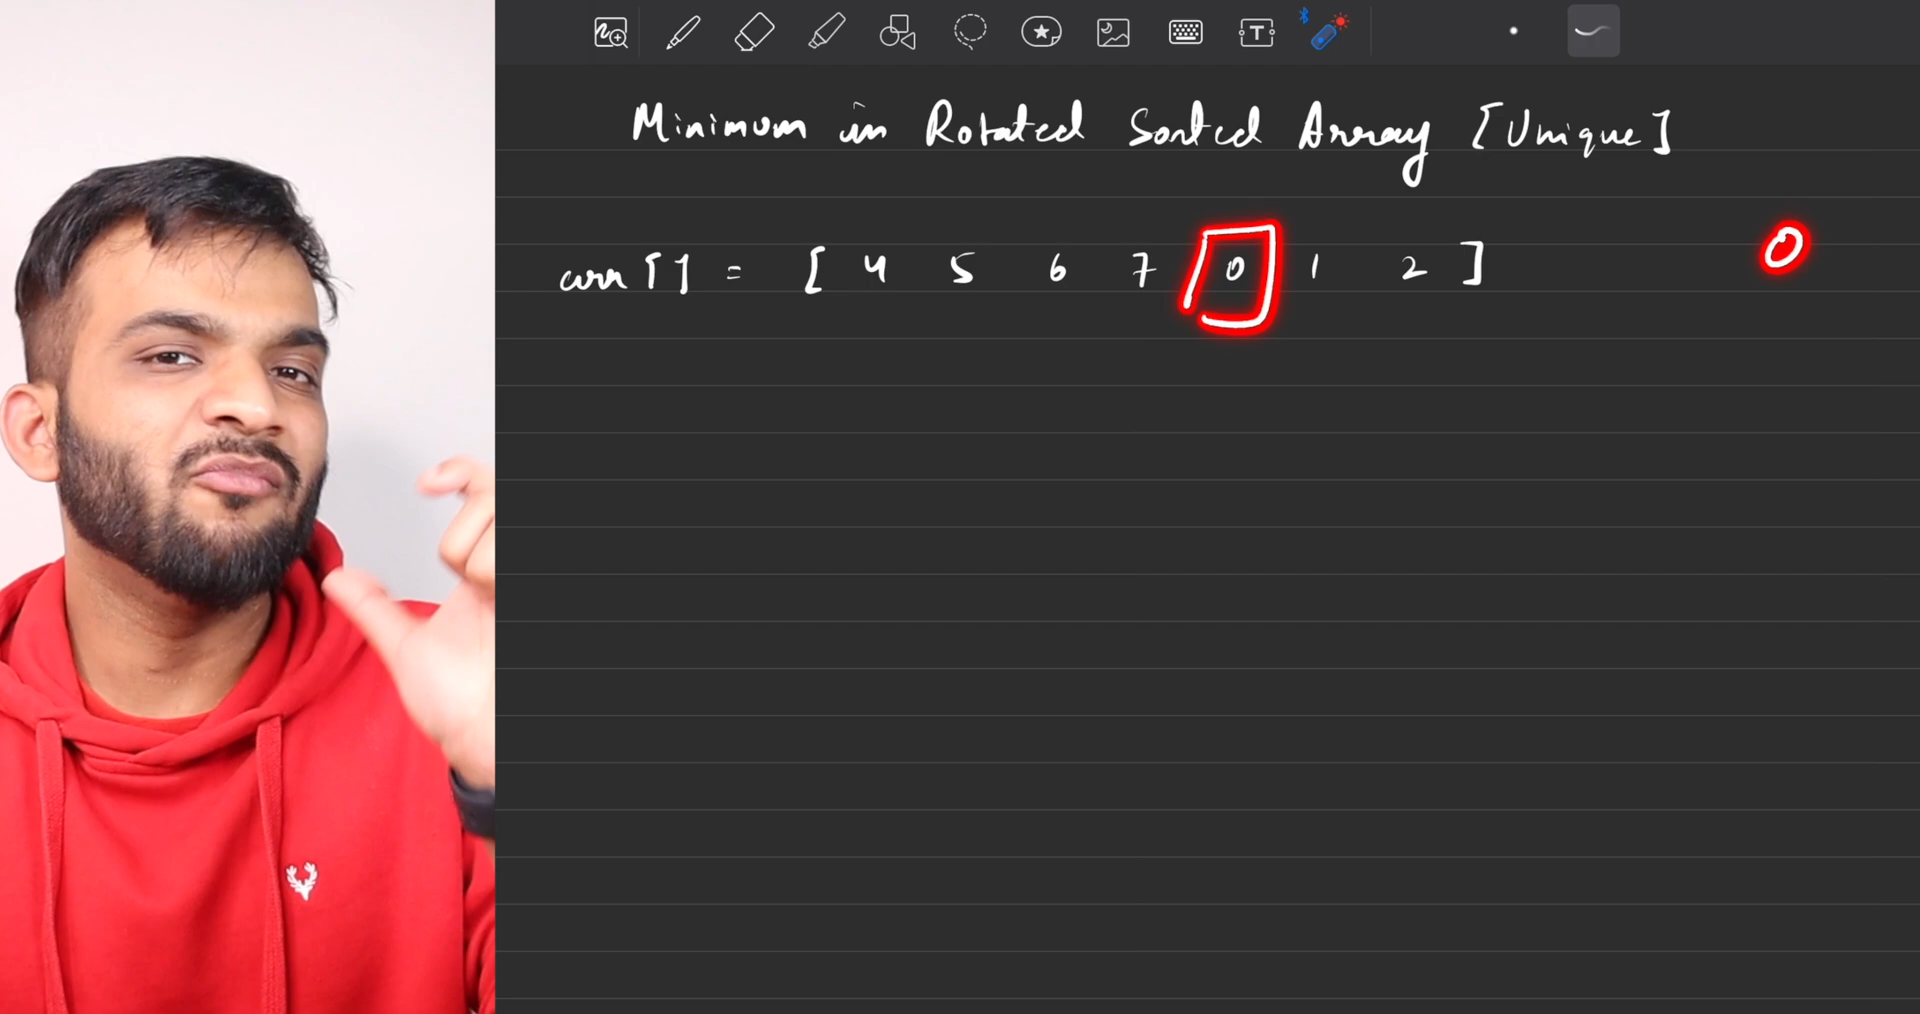 Minimum in Rotated Sorted Array [Unique]
arr[] = [ 4 5 6 7 0 1 2 ] 0